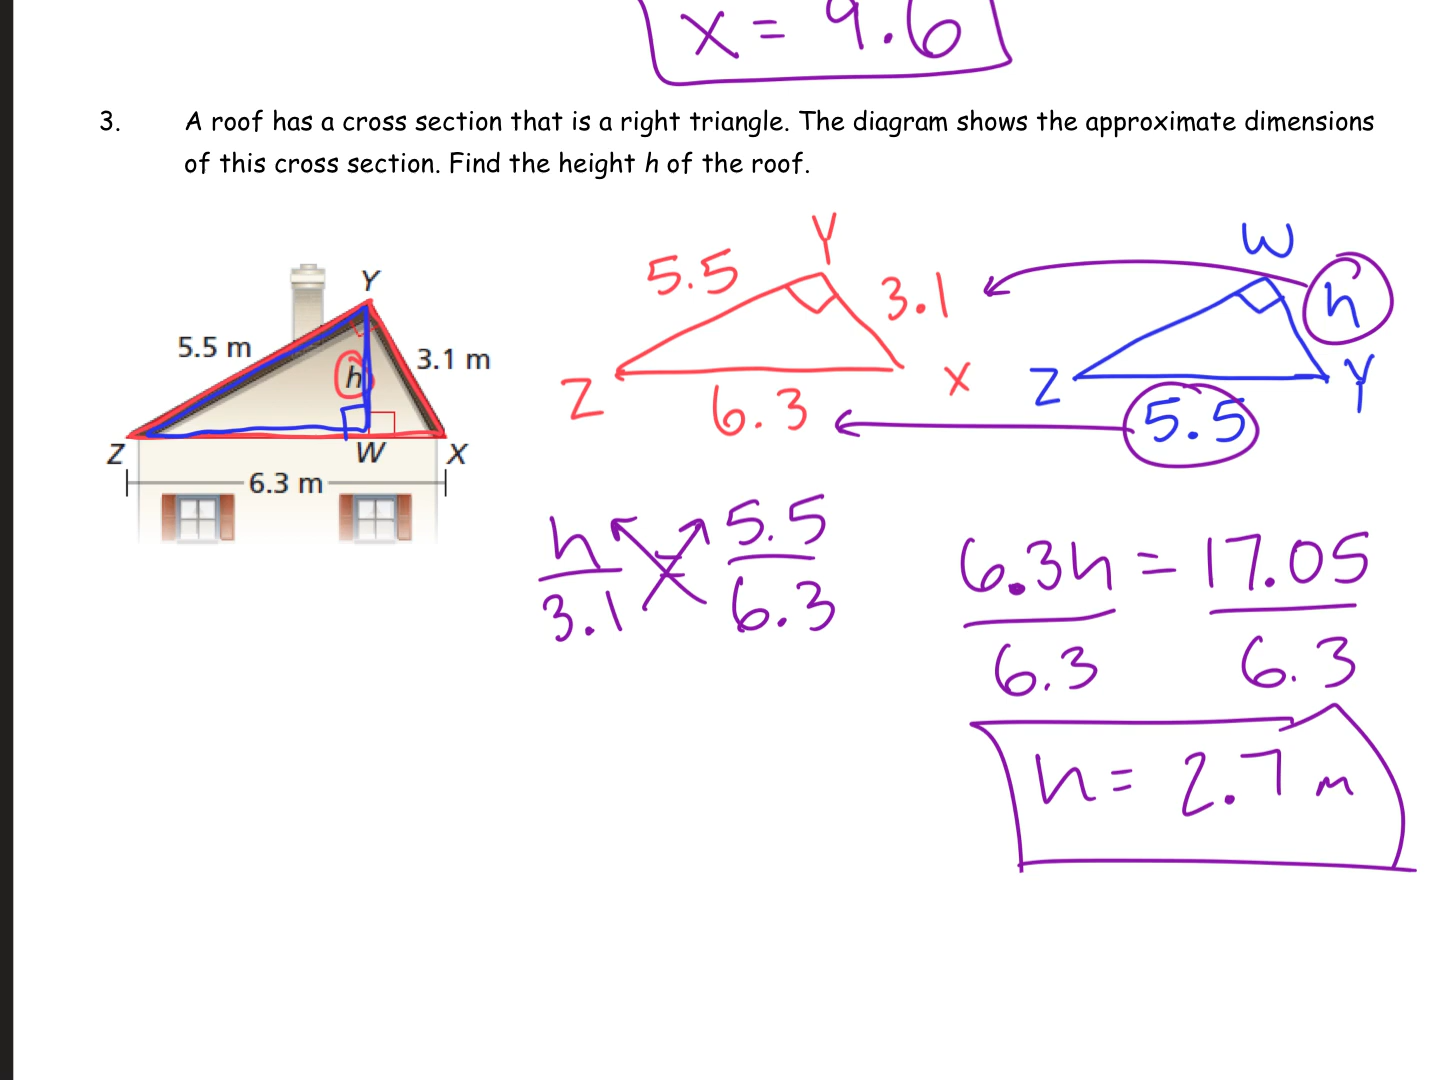 x = 9.6
3. A roof has a cross section that is a right triangle. The diagram shows the approximate dimensions
of this cross section. Find the height h of the roof.
Y
5.5 m
h
3.1 m
Z
W
X
6.3 m
Y
5.5
3.1
Z
6.3
X
W
h
Z
5.5
Y
h
3.1
5.5
6.3
6.3h = 17.05
6.3 6.3
h = 2.7 m